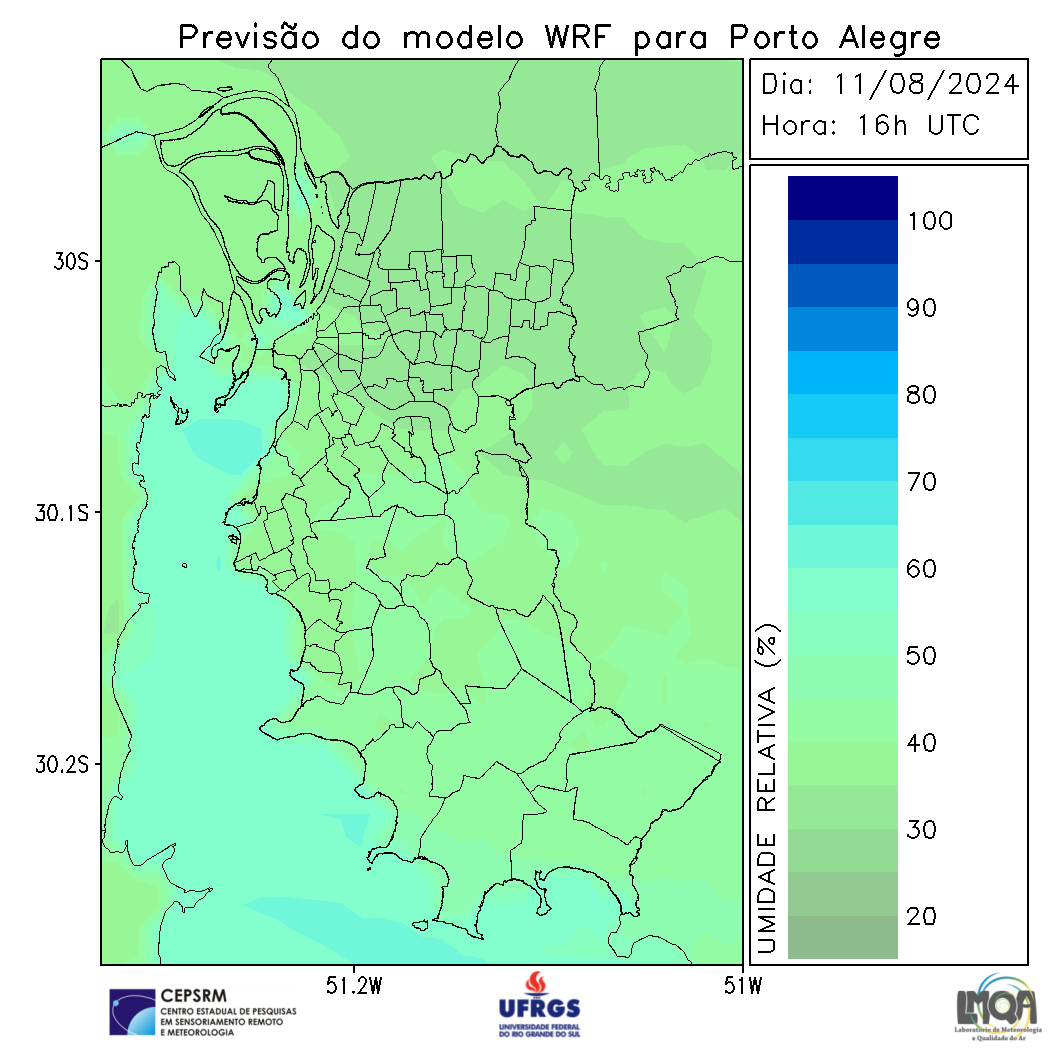 Previsão do modelo WRF para Porto Alegre
Dia: 11/08/2024
Hora: 16h UTC
30S
30.1S
30.2S
51.2W
51W
100
90
80
70
60
50
40
30
20
UMIDADE RELATIVA (%)
CEPSRM
CENTRO ESTADUAL DE PESQUISAS
EM SENSORIAMENTO REMOTO
E METEOROLOGIA
UFRGS
UNIVERSIDADE FEDERAL
DO RIO GRANDE DO SUL
LMQA
Laboratório de Meteorologia
e Qualidade do Ar